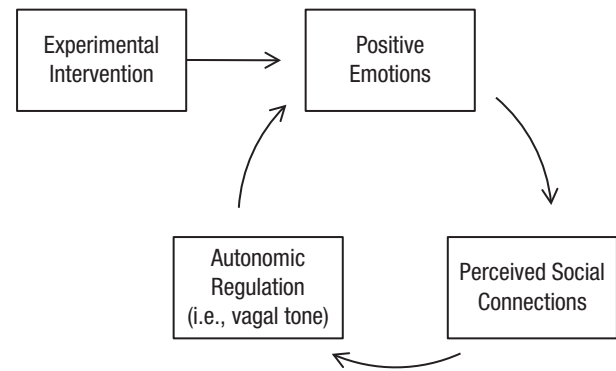 Experimental
Intervention
Positive
Emotions
Autonomic
Regulation
(i.e., vagal tone)
Perceived Social
Connections